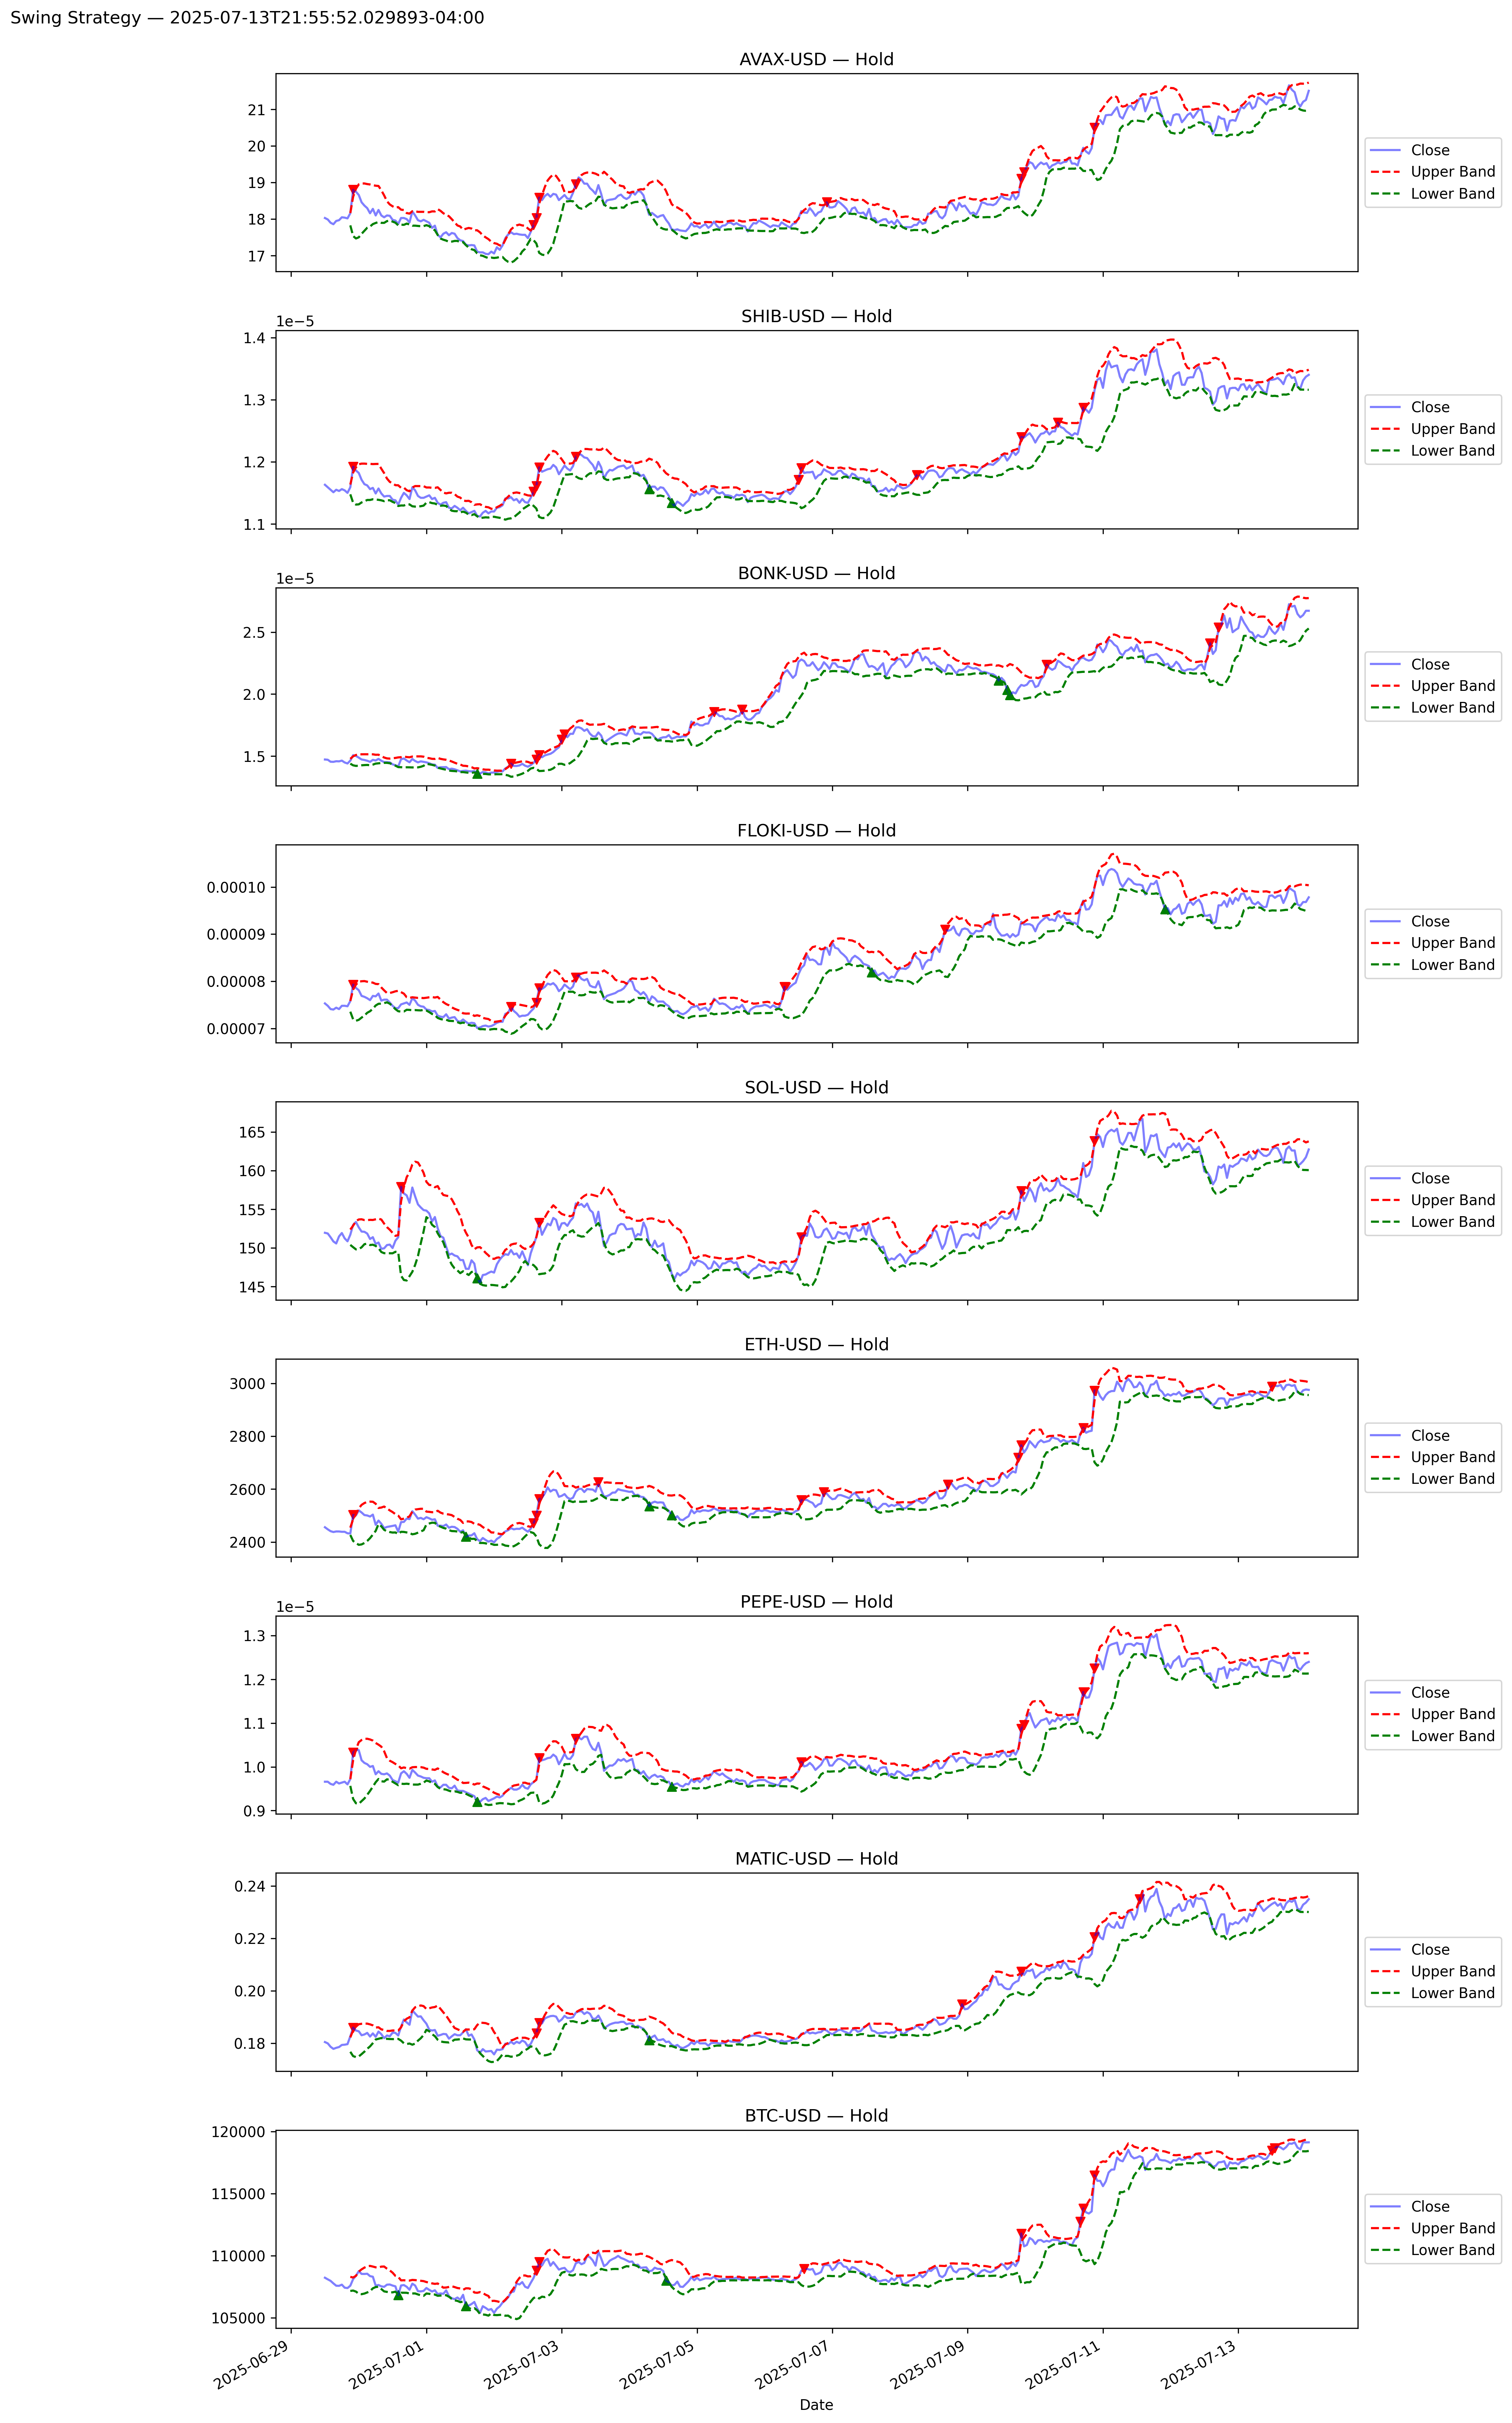 Swing Strategy — 2025-07-13T21:55:52.029893-04:00
AVAX-USD — Hold
21
20
19
18
17
Close
Upper Band
Lower Band
SHIB-USD — Hold
1e−5
1.4
1.3
1.2
1.1
Close
Upper Band
Lower Band
BONK-USD — Hold
1e−5
2.5
2.0
1.5
Close
Upper Band
Lower Band
FLOKI-USD — Hold
0.00010
0.00009
0.00008
0.00007
Close
Upper Band
Lower Band
SOL-USD — Hold
165
160
155
150
145
Close
Upper Band
Lower Band
ETH-USD — Hold
3000
2800
2600
2400
Close
Upper Band
Lower Band
PEPE-USD — Hold
1e−5
1.3
1.2
1.1
1.0
0.9
Close
Upper Band
Lower Band
MATIC-USD — Hold
0.24
0.22
0.20
0.18
Close
Upper Band
Lower Band
BTC-USD — Hold
120000
115000
110000
105000
Close
Upper Band
Lower Band
2025-06-29
2025-07-01
2025-07-03
2025-07-05
2025-07-07
2025-07-09
2025-07-11
2025-07-13
Date